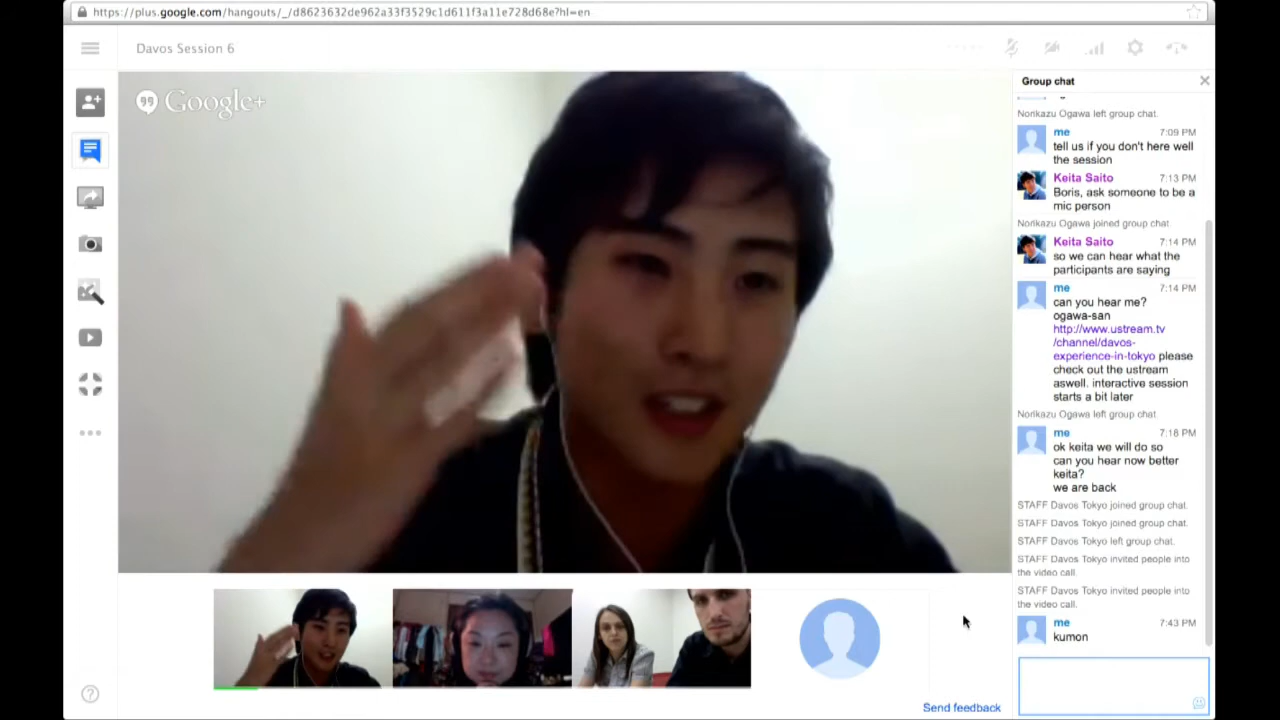 https://plus.google.com/hangouts/_/d8623632de962a33f3529c1d611f3a11e728d68e?hl=en
Davos Session 6
Google+
Group chat
Norikazu Ogawa left group chat.
me 7:09 PM
tell us if you don't here well
the session
Keita Saito 7:13 PM
Boris, ask someone to be a
mic person
Norikazu Ogawa joined group chat.
Keita Saito 7:14 PM
so we can hear what the
participants are saying
me 7:14 PM
can you hear me?
ogawa-san
http://www.ustream.tv
/channel/davos-
experience-in-tokyo please
check out the ustream
aswell. interactive session
starts a bit later
Norikazu Ogawa left group chat.
me 7:18 PM
ok keita we will do so
can you hear now better
keita?
we are back
STAFF Davos Tokyo joined group chat.
STAFF Davos Tokyo joined group chat.
STAFF Davos Tokyo left group chat.
STAFF Davos Tokyo invited people into
the video call.
STAFF Davos Tokyo invited people into
the video call.
me 7:43 PM
kumon
Send feedback